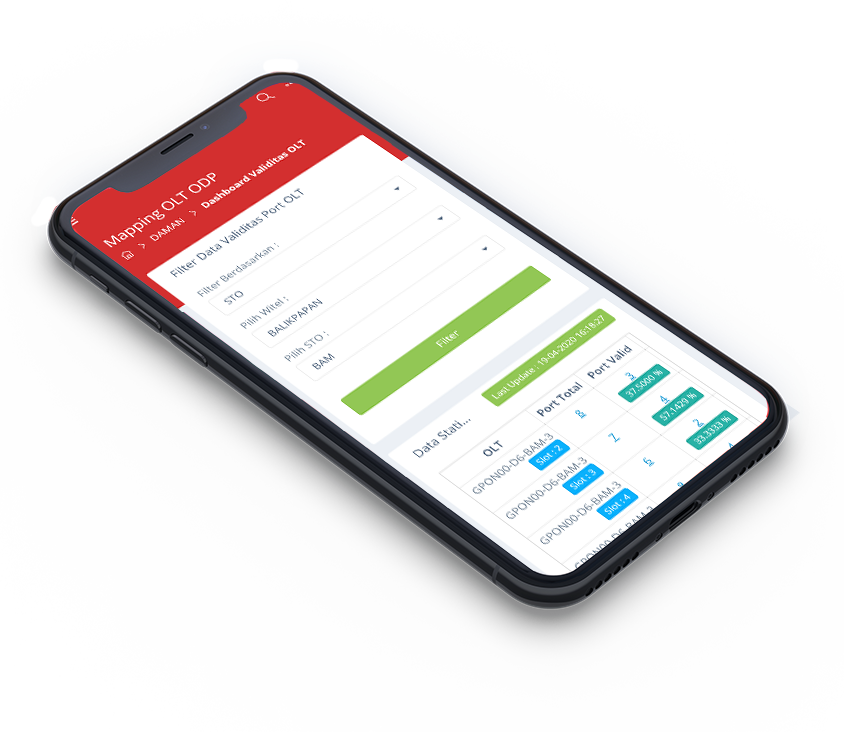 Mapping OLT ODP
DAMAN > Dashboard Validitas OLT
Filter Data Validitas Port OLT
Filter Berdasarkan :
STO
Pilih Witel :
BALIKPAPAN
Pilih STO :
BAM
Filter
Last Update : 19-04-2020 16:18:27
Data Stati...
OLT Port Total Port Valid
GPON00-D6-BAM-3 8 3
Slot : 2 37.5000 %
GPON00-D6-BAM-3 7 4
Slot : 3 57.1429 %
GPON00-D6-BAM-3 6 2
Slot : 4 33.3333 %
GPON00-D6-BAM-3